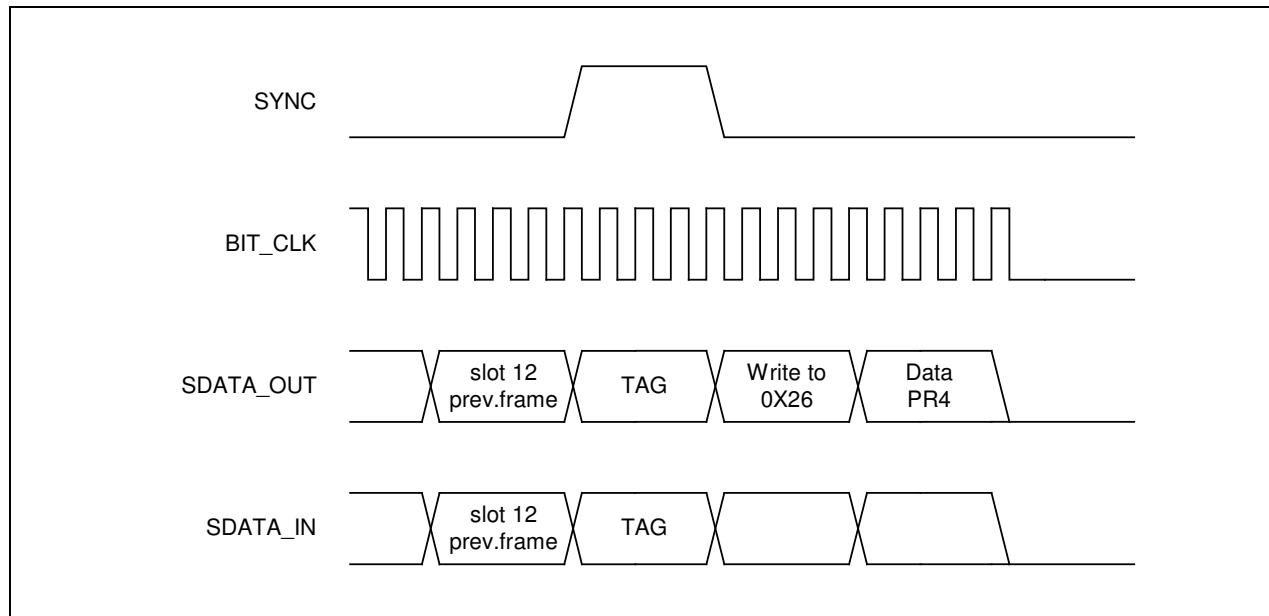 SYNC
BIT_CLK
SDATA_OUT
slot 12
prev.frame
TAG
Write to
0X26
Data
PR4
SDATA_IN
slot 12
prev.frame
TAG